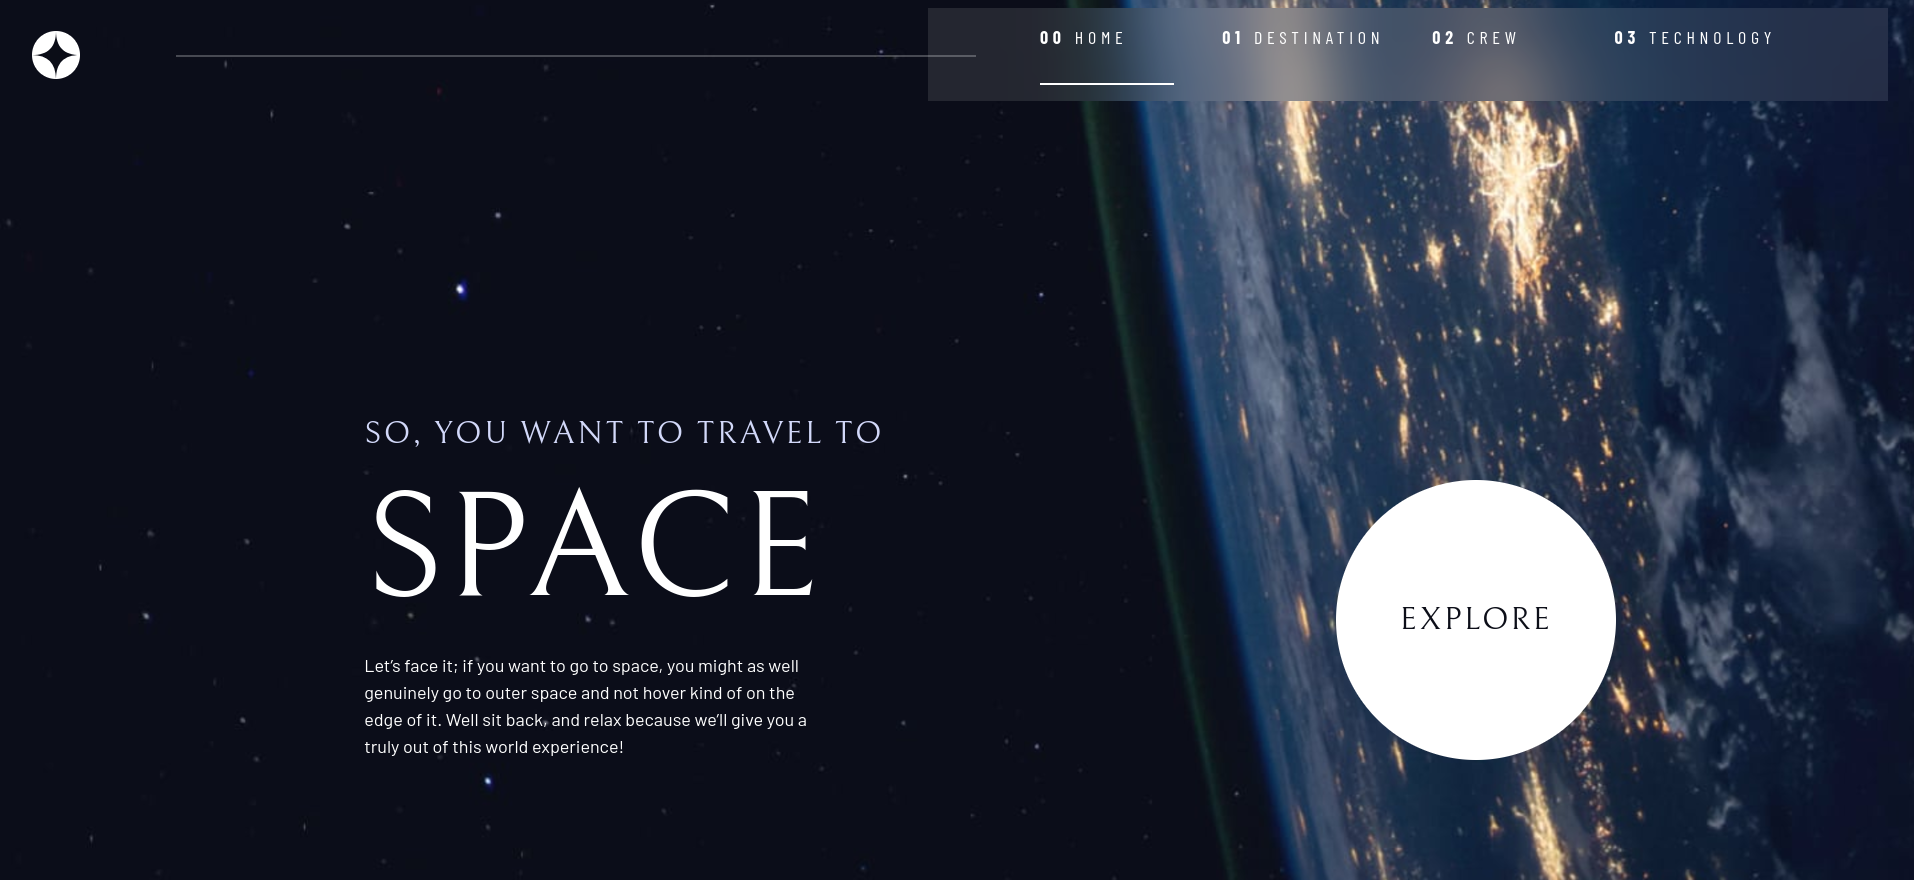 00 HOME 01 DESTINATION 02 CREW 03 TECHNOLOGY
SO, YOU WANT TO TRAVEL TO
SPACE
Let’s face it; if you want to go to space, you might as well
genuinely go to outer space and not hover kind of on the
edge of it. Well sit back, and relax because we’ll give you a
truly out of this world experience!
EXPLORE